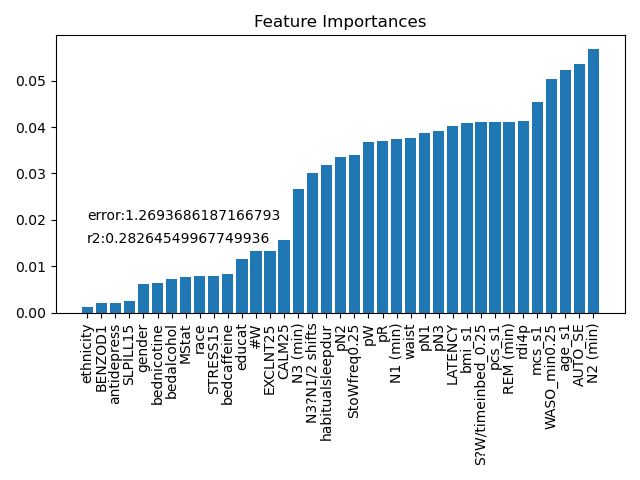 Feature Importances
0.05
0.04
0.03
0.02
0.01
0.00
error:1.2693686187166793
r2:0.28264549967749936
ethnicity
BENZOD1
antidepress
SLPILL15
gender
bednicotine
bedalcohol
MStat
race
STRESS15
bedcaffeine
educat
#W
EXCLNT25
CALM25
N3 (min)
N3?N1/2 shifts
habitualsleepdur
pN2
StoWfreq0.25
pW
pR
N1 (min)
waist
pN1
pN3
LATENCY
bmi_s1
S?W/timeinbed_0.25
pcs_s1
REM (min)
rdi4p
mcs_s1
WASO_min0.25
age_s1
AUTO_SE
N2 (min)